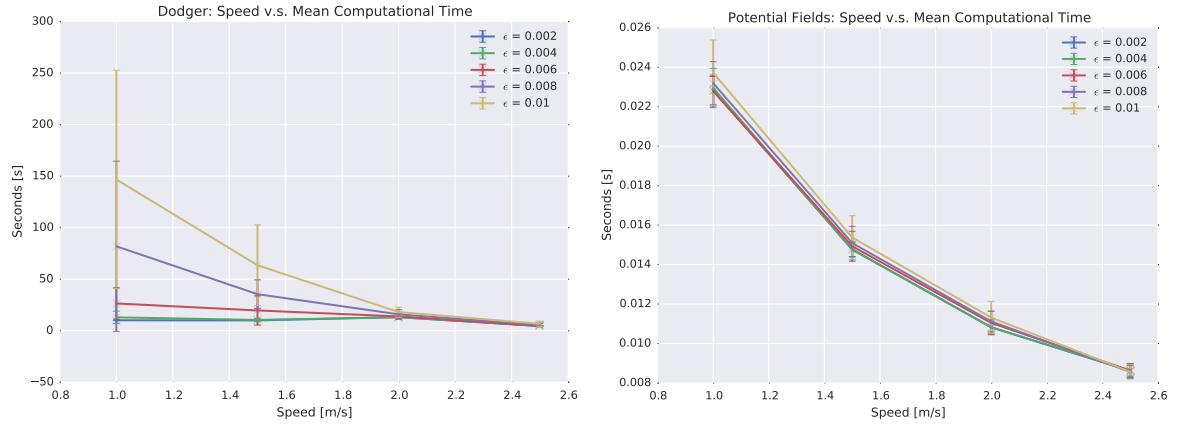 Dodger: Speed v.s. Mean Computational Time
300
250
200
150
100
50
0
−50
Seconds [s]
0.8 1.0 1.2 1.4 1.6 1.8 2.0 2.2 2.4 2.6
Speed [m/s]
ϵ = 0.002
ϵ = 0.004
ϵ = 0.006
ϵ = 0.008
ϵ = 0.01
Potential Fields: Speed v.s. Mean Computational Time
0.026
0.024
0.022
0.020
0.018
0.016
0.014
0.012
0.010
0.008
Seconds [s]
0.8 1.0 1.2 1.4 1.6 1.8 2.0 2.2 2.4 2.6
Speed [m/s]
ϵ = 0.002
ϵ = 0.004
ϵ = 0.006
ϵ = 0.008
ϵ = 0.01